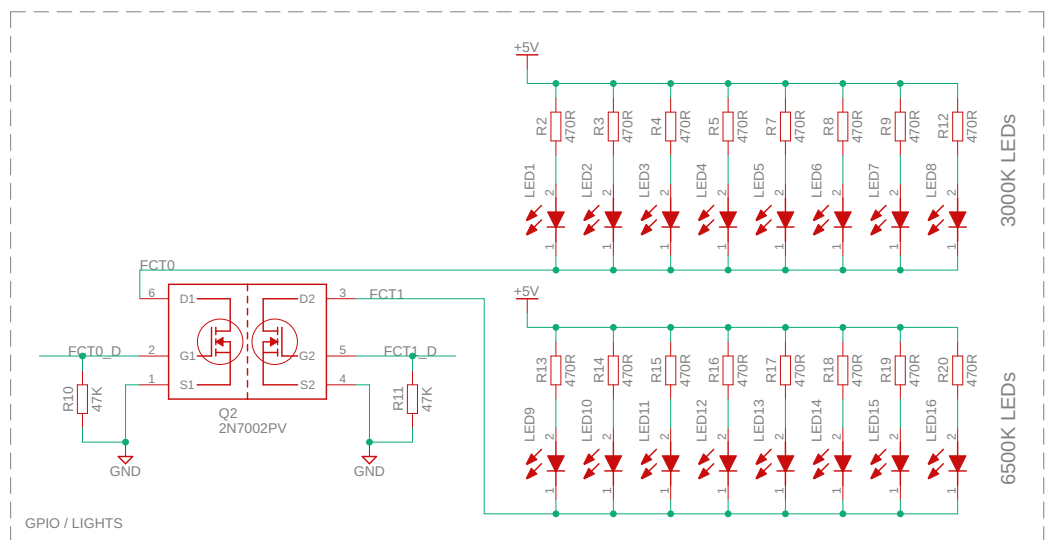 +5V
R2 470R R3 470R R4 470R R5 470R R7 470R R8 470R R9 470R R12 470R
LED1 LED2 LED3 LED4 LED5 LED6 LED7 LED8
2 2 2 2 2 2 2 2
1 1 1 1 1 1 1 1
3000K LEDs
FCT0
6 D1 D2 3 FCT1
FCT0_D 2 G1 G2 5 FCT1_D
1 S1 S2 4
R10 47K
R11 47K
Q2
2N7002PV
GND GND
+5V
R13 470R R14 470R R15 470R R16 470R R17 470R R18 470R R19 470R R20 470R
LED9 LED10 LED11 LED12 LED13 LED14 LED15 LED16
2 2 2 2 2 2 2 2
1 1 1 1 1 1 1 1
6500K LEDs
GPIO / LIGHTS